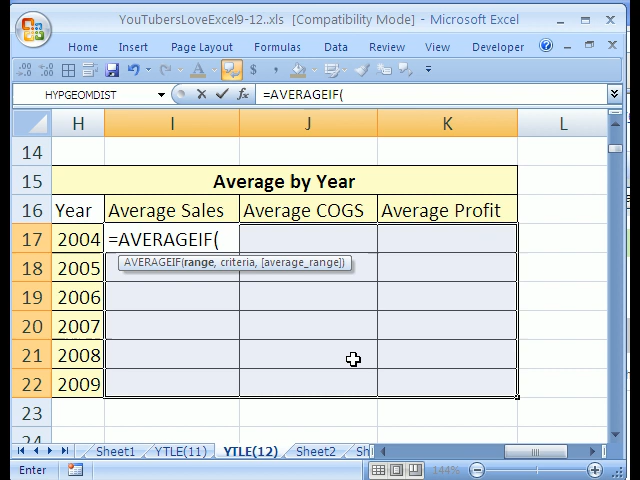 YouTubersLoveExcel9-12..xls [Compatibility Mode] - Microsoft Excel
Home Insert Formulas Data Review View Developer
HYPGEOMDIST fx =AVERAGEIF(
H I J K L
14
15 Average by Year
16 Year Average Sales Average COGS Average Profit
17 2004 =AVERAGEIF(
AVERAGEIF(range, criteria, [average_range])
18 2005
19 2006
20 2007
21 2008
22 2009
23
24
Sheet1 YTLE(11) YTLE(12) Sheet2 Sh
Enter 144%